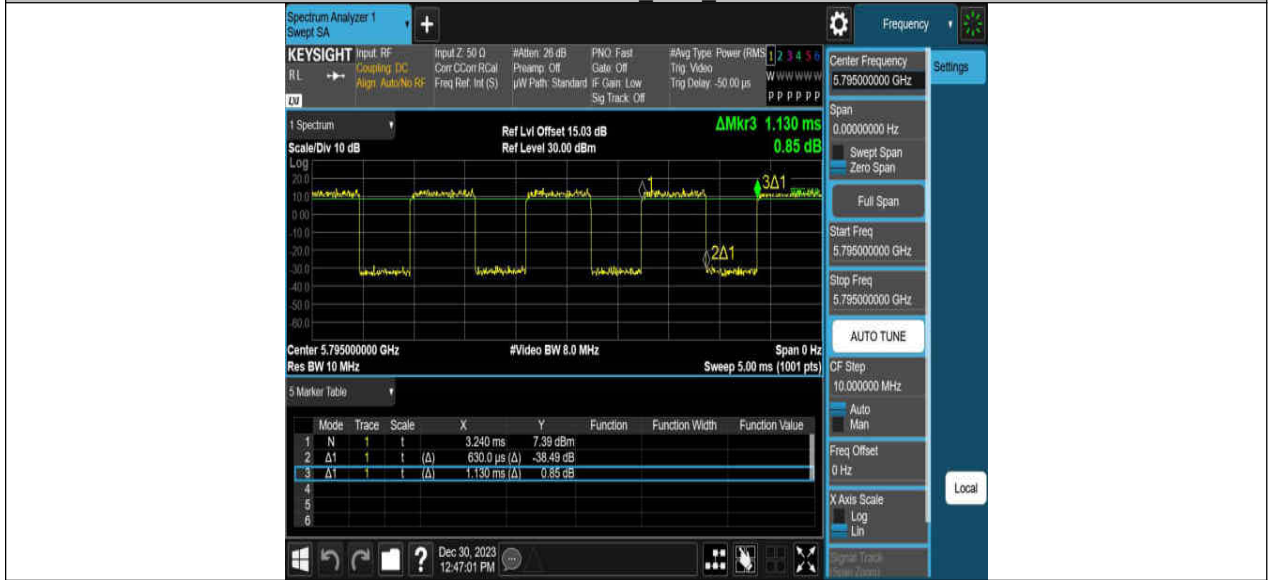 Spectrum Analyzer 1
Swept SA
+
Frequency
KEYSIGHT
RL
Input: RF
Coupling: DC
Align: Auto/No RF
Input Z: 50 Ω
Corr CCorr RCal
Freq Ref: Int (S)
#Atten: 26 dB
Preamp: Off
µW Path: Standard
PNO: Fast
Gate: Off
IF Gain: Low
Sig Track: Off
#Avg Type: Power (RMS
Trig: Video
Trig Delay: -50.00 µs
1 2 3 4 5 6
W W W W W W
P P P P P P
1 Spectrum
Scale/Div 10 dB
Ref Lvl Offset 15.03 dB
Ref Level 30.00 dBm
ΔMkr3 1.130 ms
0.85 dB
Log
20.0
10.0
0.00
-10.0
-20.0
-30.0
-40.0
-50.0
-60.0
1
3Δ1
2Δ1
Center 5.795000000 GHz
#Video BW 8.0 MHz
Span 0 Hz
Res BW 10 MHz
Sweep 5.00 ms (1001 pts)
5 Marker Table
Mode Trace Scale X Y Function Function Width Function Value
1 N 1 t 3.240 ms 7.39 dBm
2 Δ1 1 t (Δ) 630.0 µs (Δ) -38.49 dB
3 Δ1 1 t (Δ) 1.130 ms (Δ) 0.85 dB
4
5
6
Center Frequency
5.795000000 GHz
Settings
Span
0.00000000 Hz
Swept Span
Zero Span
Full Span
Start Freq
5.795000000 GHz
Stop Freq
5.795000000 GHz
AUTO TUNE
CF Step
10.000000 MHz
Auto
Man
Freq Offset
0 Hz
X Axis Scale
Log
Lin
Signal Track
(Span Zoom)
Local
?
Dec 30, 2023
12:47:01 PM